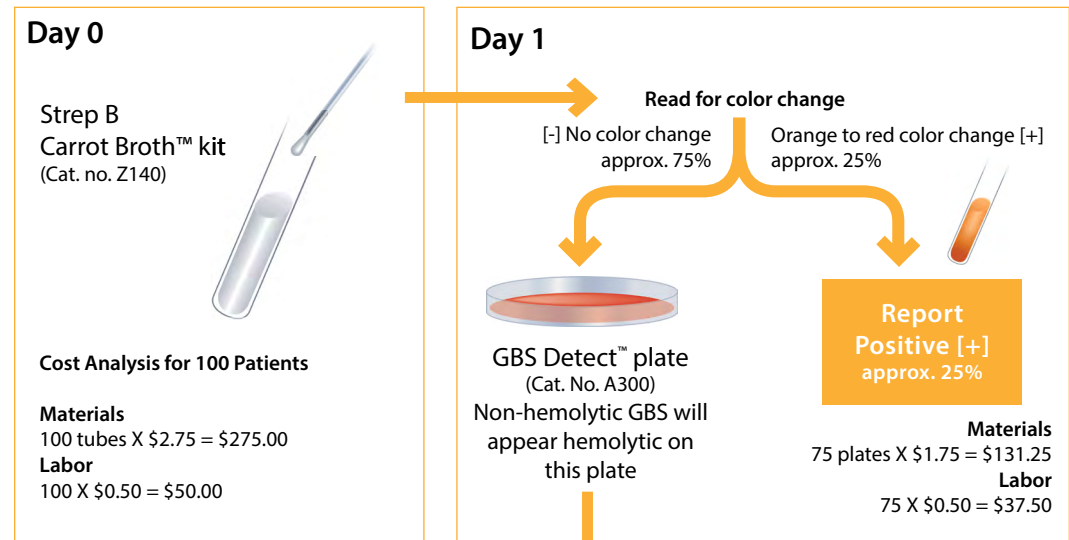 Day 0
Strep B
Carrot Broth™ kit
(Cat. no. Z140)
Cost Analysis for 100 Patients
Materials
100 tubes X $2.75 = $275.00
Labor
100 X $0.50 = $50.00
Day 1
Read for color change
[-] No color change
approx. 75%
Orange to red color change [+]
approx. 25%
GBS Detect™ plate
(Cat. No. A300)
Non-hemolytic GBS will
appear hemolytic on
this plate
Report
Positive [+]
approx. 25%
Materials
75 plates X $1.75 = $131.25
Labor
75 X $0.50 = $37.50